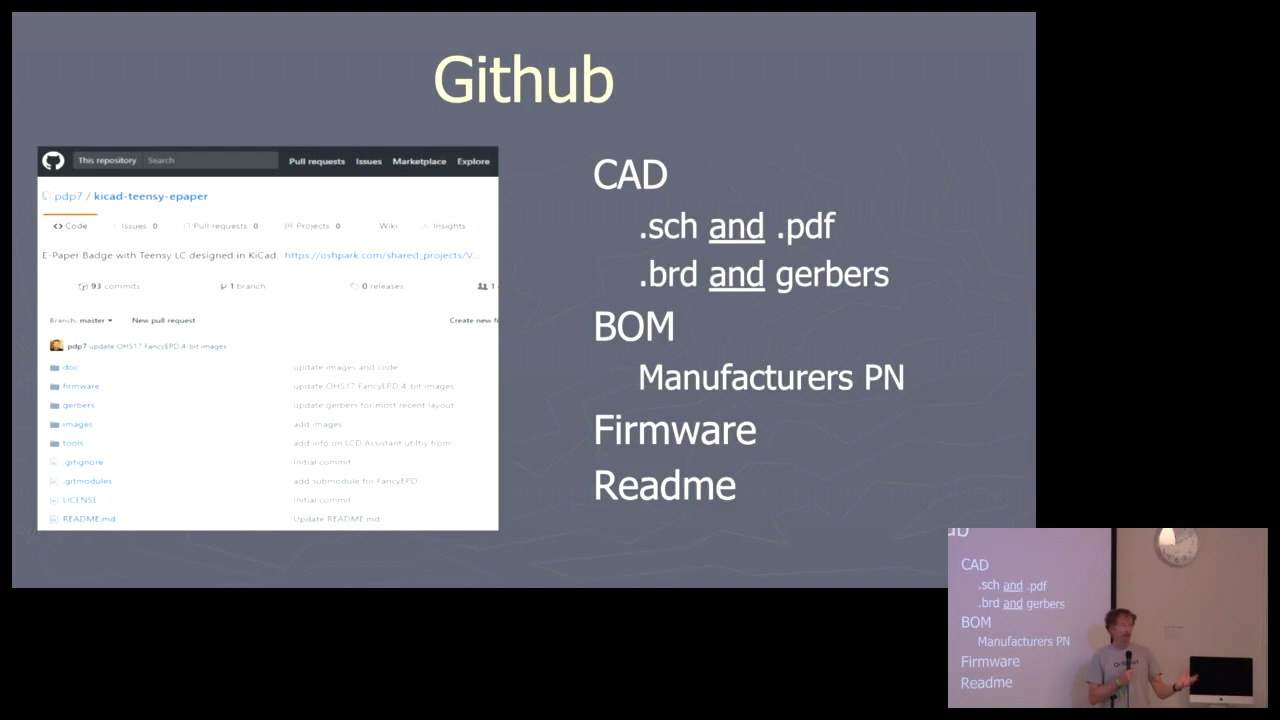 Github
This repository Search Pull requests Issues Marketplace Explore
pdp7 / kicad-teensy-epaper
<> Code Issues 0 Pull requests 0 Projects 0 Wiki Insights
E-Paper Badge with Teensy LC designed in KiCad https://oshpark.com/shared_projects/V...
93 commits 1 branch 0 releases 1
Branch: master New pull request Create new fi
pdp7 update OHS17 FancyEPD 4-bit images
doc update images and code
firmware update OHS17 FancyEPD 4-bit images
gerbers update gerbers for most recent layout
images add images
tools add info on LCD Assistant utiltiy from
.gitignore Initial commit
.gitmodules add submodule for FancyEPD
LICENSE Initial commit
README.md Update README.md
CAD
.sch and .pdf
.brd and gerbers
BOM
Manufacturers PN
Firmware
Readme
CAD
.sch and .pdf
.brd and gerbers
BOM
Manufacturers PN
Firmware
Readme